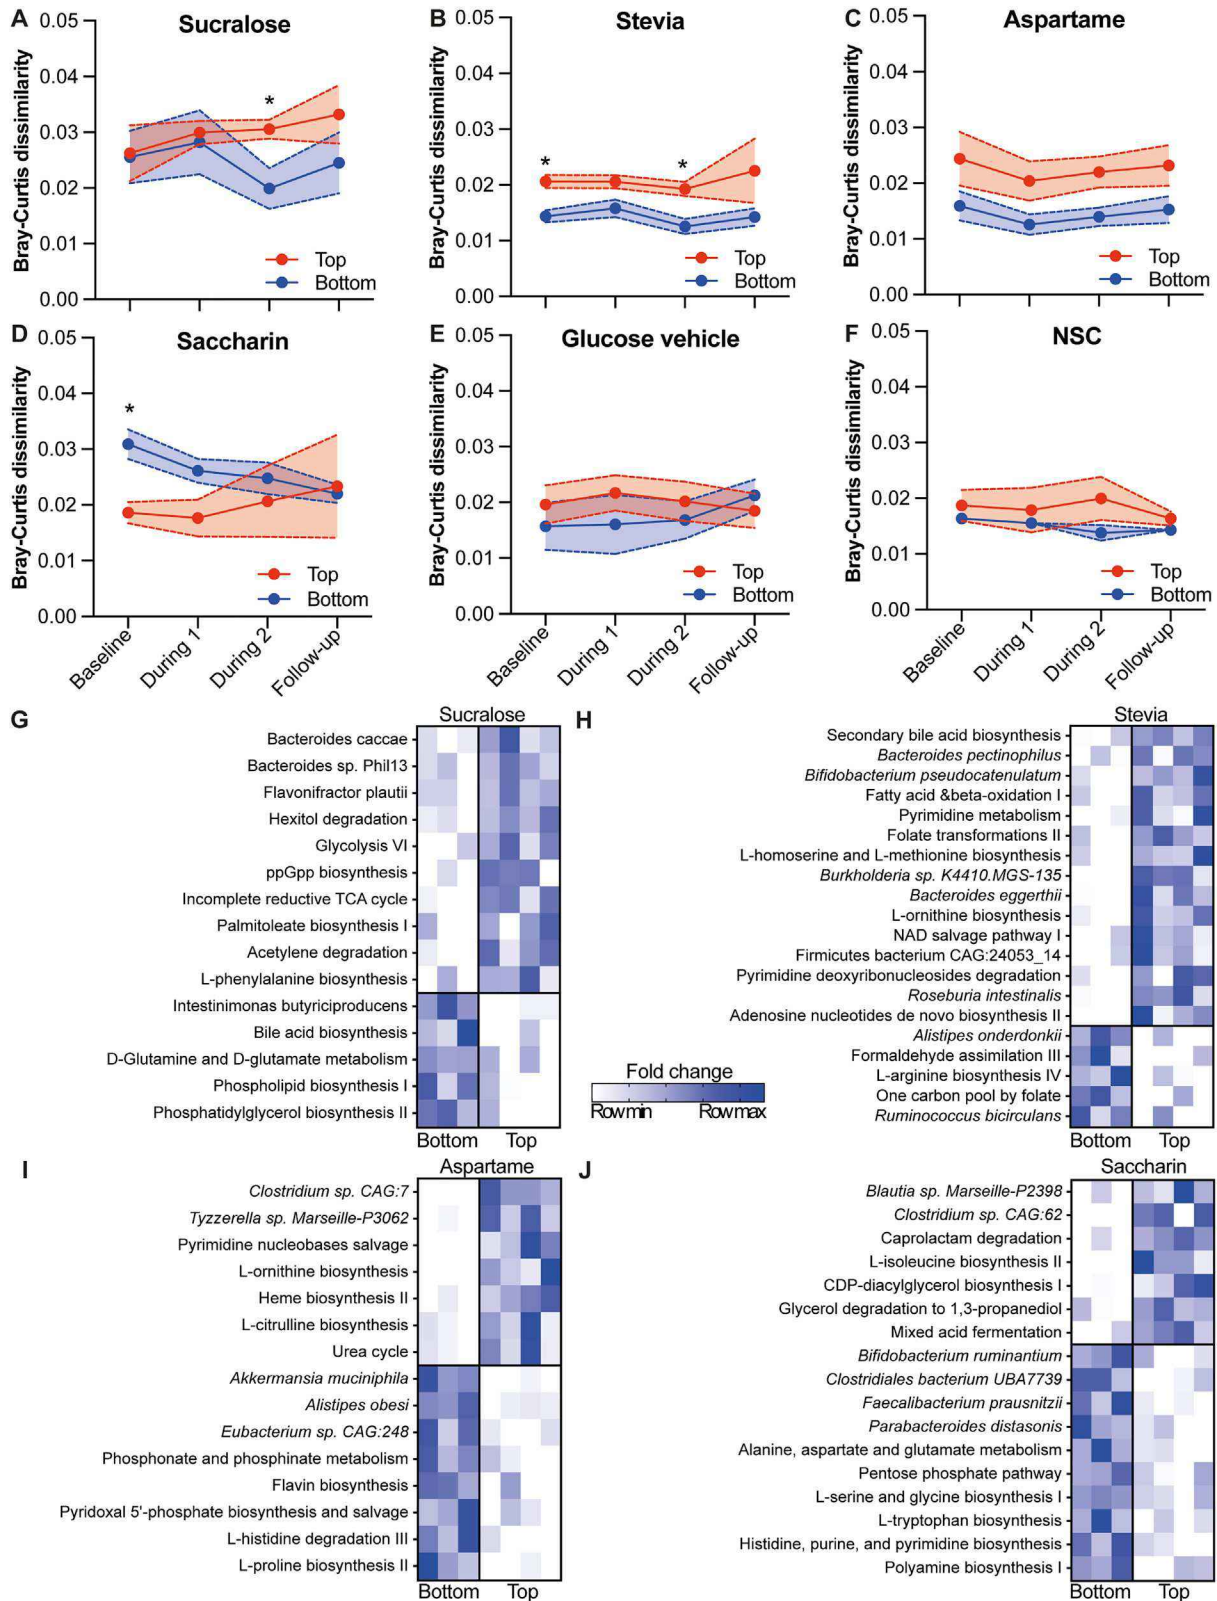 A
Sucralose
Bray-Curtis dissimilarity
0.05
0.04
0.03
0.02
0.01
0.00
*
Top
Bottom
B
Stevia
Bray-Curtis dissimilarity
0.05
0.04
0.03
0.02
0.01
0.00
*
*
Top
Bottom
C
Aspartame
Bray-Curtis dissimilarity
0.05
0.04
0.03
0.02
0.01
0.00
Top
Bottom
D
Saccharin
Bray-Curtis dissimilarity
0.05
0.04
0.03
0.02
0.01
0.00
*
Top
Bottom
Baseline
During 1
During 2
Follow-up
E
Glucose vehicle
Bray-Curtis dissimilarity
0.05
0.04
0.03
0.02
0.01
0.00
Top
Bottom
Baseline
During 1
During 2
Follow-up
F
NSC
Bray-Curtis dissimilarity
0.05
0.04
0.03
0.02
0.01
0.00
Top
Bottom
Baseline
During 1
During 2
Follow-up
G
Sucralose
Bacteroides caccae
Bacteroides sp. Phil13
Flavonifractor plautii
Hexitol degradation
Glycolysis VI
ppGpp biosynthesis
Incomplete reductive TCA cycle
Palmitoleate biosynthesis I
Acetylene degradation
L-phenylalanine biosynthesis
Intestinimonas butyriciproducens
Bile acid biosynthesis
D-Glutamine and D-glutamate metabolism
Phospholipid biosynthesis I
Phosphatidylglycerol biosynthesis II
Bottom Top
Fold change
Row min Row max
H
Stevia
Secondary bile acid biosynthesis
Bacteroides pectinophilus
Bifidobacterium pseudocatenulatum
Fatty acid &beta-oxidation I
Pyrimidine metabolism
Folate transformations II
L-homoserine and L-methionine biosynthesis
Burkholderia sp. K4410.MGS-135
Bacteroides eggerthii
L-ornithine biosynthesis
NAD salvage pathway I
Firmicutes bacterium CAG:24053_14
Pyrimidine deoxyribonucleosides degradation
Roseburia intestinalis
Adenosine nucleotides de novo biosynthesis II
Alistipes onderdonkii
Formaldehyde assimilation III
L-arginine biosynthesis IV
One carbon pool by folate
Ruminococcus bicirculans
Bottom Top
I
Aspartame
Clostridium sp. CAG:7
Tyzzerella sp. Marseille-P3062
Pyrimidine nucleobases salvage
L-ornithine biosynthesis
Heme biosynthesis II
L-citrulline biosynthesis
Urea cycle
Akkermansia muciniphila
Alistipes obesi
Eubacterium sp. CAG:248
Phosphonate and phosphinate metabolism
Flavin biosynthesis
Pyridoxal 5'-phosphate biosynthesis and salvage
L-histidine degradation III
L-proline biosynthesis II
Bottom Top
J
Saccharin
Blautia sp. Marseille-P2398
Clostridium sp. CAG:62
Caprolactam degradation
L-isoleucine biosynthesis II
CDP-diacylglycerol biosynthesis I
Glycerol degradation to 1,3-propanediol
Mixed acid fermentation
Bifidobacterium ruminantium
Clostridiales bacterium UBA7739
Faecalibacterium prausnitzii
Parabacteroides distasonis
Alanine, aspartate and glutamate metabolism
Pentose phosphate pathway
L-serine and glycine biosynthesis I
L-tryptophan biosynthesis
Histidine, purine, and pyrimidine biosynthesis
Polyamine biosynthesis I
Bottom Top